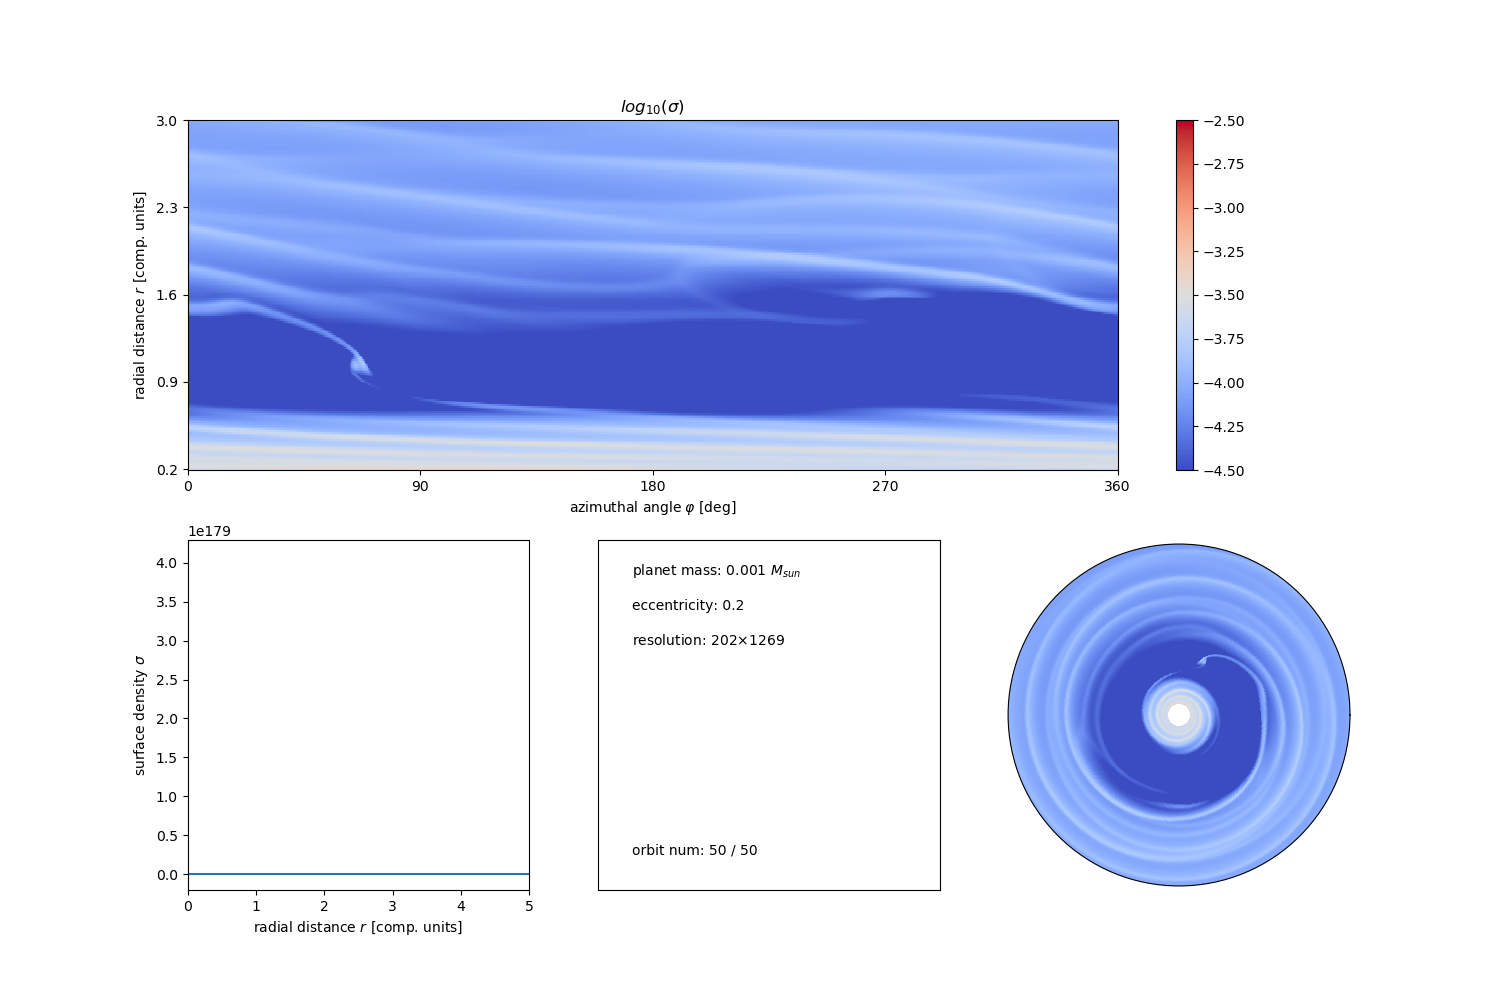 log₁₀(σ)
3.0
2.3
1.6
0.9
0.2
radial distance r [comp. units]
0 90 180 270 360
azimuthal angle φ [deg]
−2.50
−2.75
−3.00
−3.25
−3.50
−3.75
−4.00
−4.25
−4.50
1e179
4.0
3.5
3.0
2.5
2.0
1.5
1.0
0.5
0.0
surface density σ
0 1 2 3 4 5
radial distance r [comp. units]
planet mass: 0.001 M_sun
eccentricity: 0.2
resolution: 202×1269
orbit num: 50 / 50